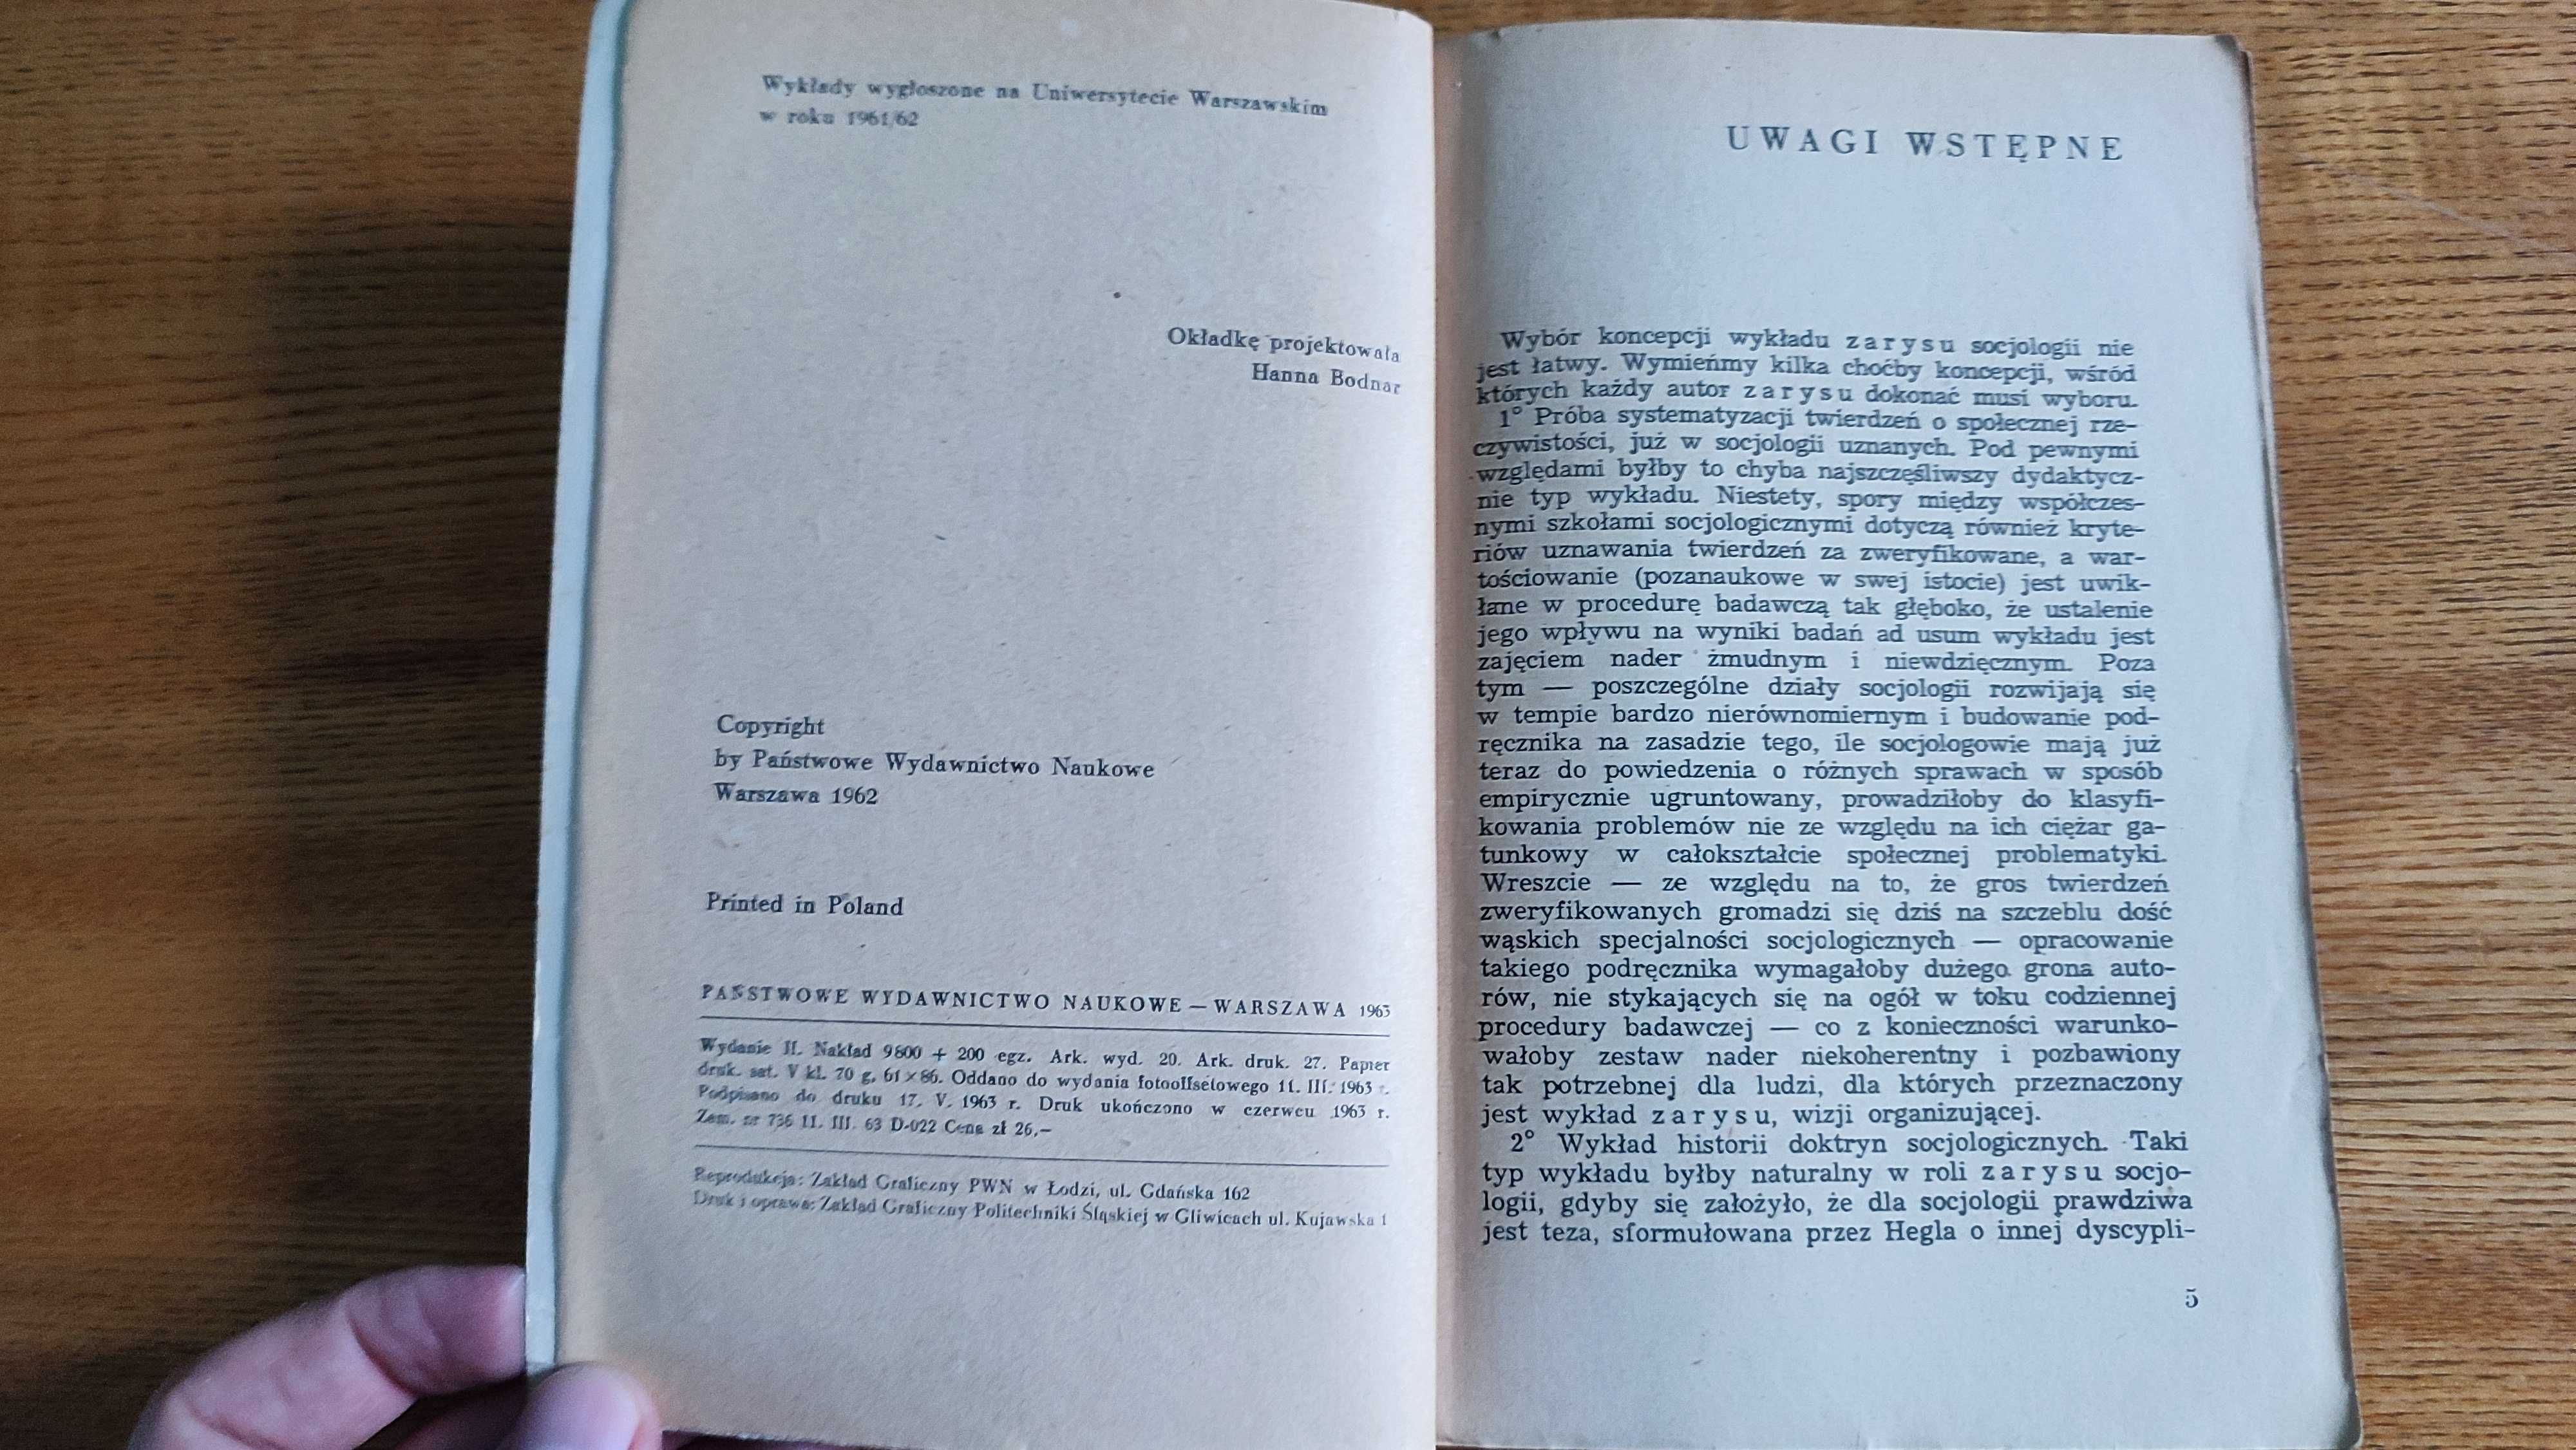 Wykłady wygłoszone na Uniwersytecie Warszawskim
w roku 1961/62
Okładkę projektowała
Hanna Bodnar
Copyright
by Państwowe Wydawnictwo Naukowe
Warszawa 1962
Printed in Poland
PAŃSTWOWE WYDAWNICTWO NAUKOWE — WARSZAWA 1963
Wydanie II. Nakład 9800 + 200 egz. Ark. wyd. 20. Ark. druk. 27. Papier
druk. sat. V kl. 70 g, 61 × 86. Oddano do wydania fotooffsetowego 11. III. 1963 r.
Podpisano do druku 17. V. 1963 r. Druk ukończono w czerwcu 1963 r.
Zam. nr 736 11. III. 63 D-022 Cena zł 26,—
Reprodukcja: Zakład Graficzny PWN w Łodzi, ul. Gdańska 162
Druk i oprawa: Zakład Graficzny Politechniki Śląskiej w Gliwicach ul. Kujawska 1
UWAGI WSTĘPNE
Wybór koncepcji wykładu zarysu socjologii nie
jest łatwy. Wymieńmy kilka choćby koncepcji, wśród
których każdy autor zarysu dokonać musi wyboru.
1° Próba systematyzacji twierdzeń o społecznej rze-
czywistości, już w socjologii uznanych. Pod pewnymi
względami byłby to chyba najszczęśliwszy dydaktycz-
nie typ wykładu. Niestety, spory między współczes-
nymi szkołami socjologicznymi dotyczą również kryte-
riów uznawania twierdzeń za zweryfikowane, a war-
tościowanie (pozanaukowe w swej istocie) jest uwik-
łane w procedurę badawczą tak głęboko, że ustalenie
jego wpływu na wyniki badań ad usum wykładu jest
zajęciem nader żmudnym i niewdzięcznym. Poza
tym — poszczególne działy socjologii rozwijają się
w tempie bardzo nierównomiernym i budowanie pod-
ręcznika na zasadzie tego, ile socjologowie mają już
teraz do powiedzenia o różnych sprawach w sposób
empirycznie ugruntowany, prowadziłoby do klasyfi-
kowania problemów nie ze względu na ich ciężar ga-
tunkowy w całokształcie społecznej problematyki.
Wreszcie — ze względu na to, że gros twierdzeń
zweryfikowanych gromadzi się dziś na szczeblu dość
wąskich specjalności socjologicznych — opracowanie
takiego podręcznika wymagałoby dużego grona auto-
rów, nie stykających się na ogół w toku codziennej
procedury badawczej — co z konieczności warunko-
wałoby zestaw nader niekoherentny i pozbawiony
tak potrzebnej dla ludzi, dla których przeznaczony
jest wykład zarysu, wizji organizującej.
2° Wykład historii doktryn socjologicznych. Taki
typ wykładu byłby naturalny w roli zarysu socjo-
logii, gdyby się założyło, że dla socjologii prawdziwa
jest teza, sformułowana przez Hegla o innej dyscypli-
5